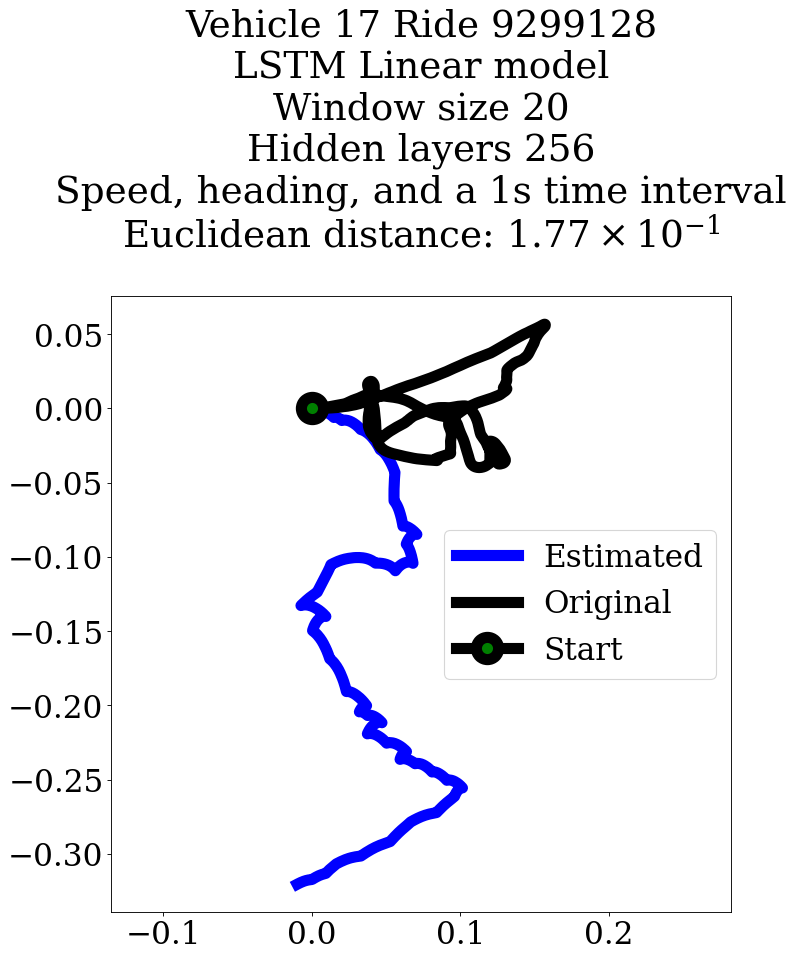 Vehicle 17 Ride 9299128
LSTM Linear model
Window size 20
Hidden layers 256
Speed, heading, and a 1s time interval
Euclidean distance: 1.77 × 10⁻¹
0.05
0.00
−0.05
−0.10
−0.15
−0.20
−0.25
−0.30
Estimated
Original
Start
−0.1
0.0
0.1
0.2